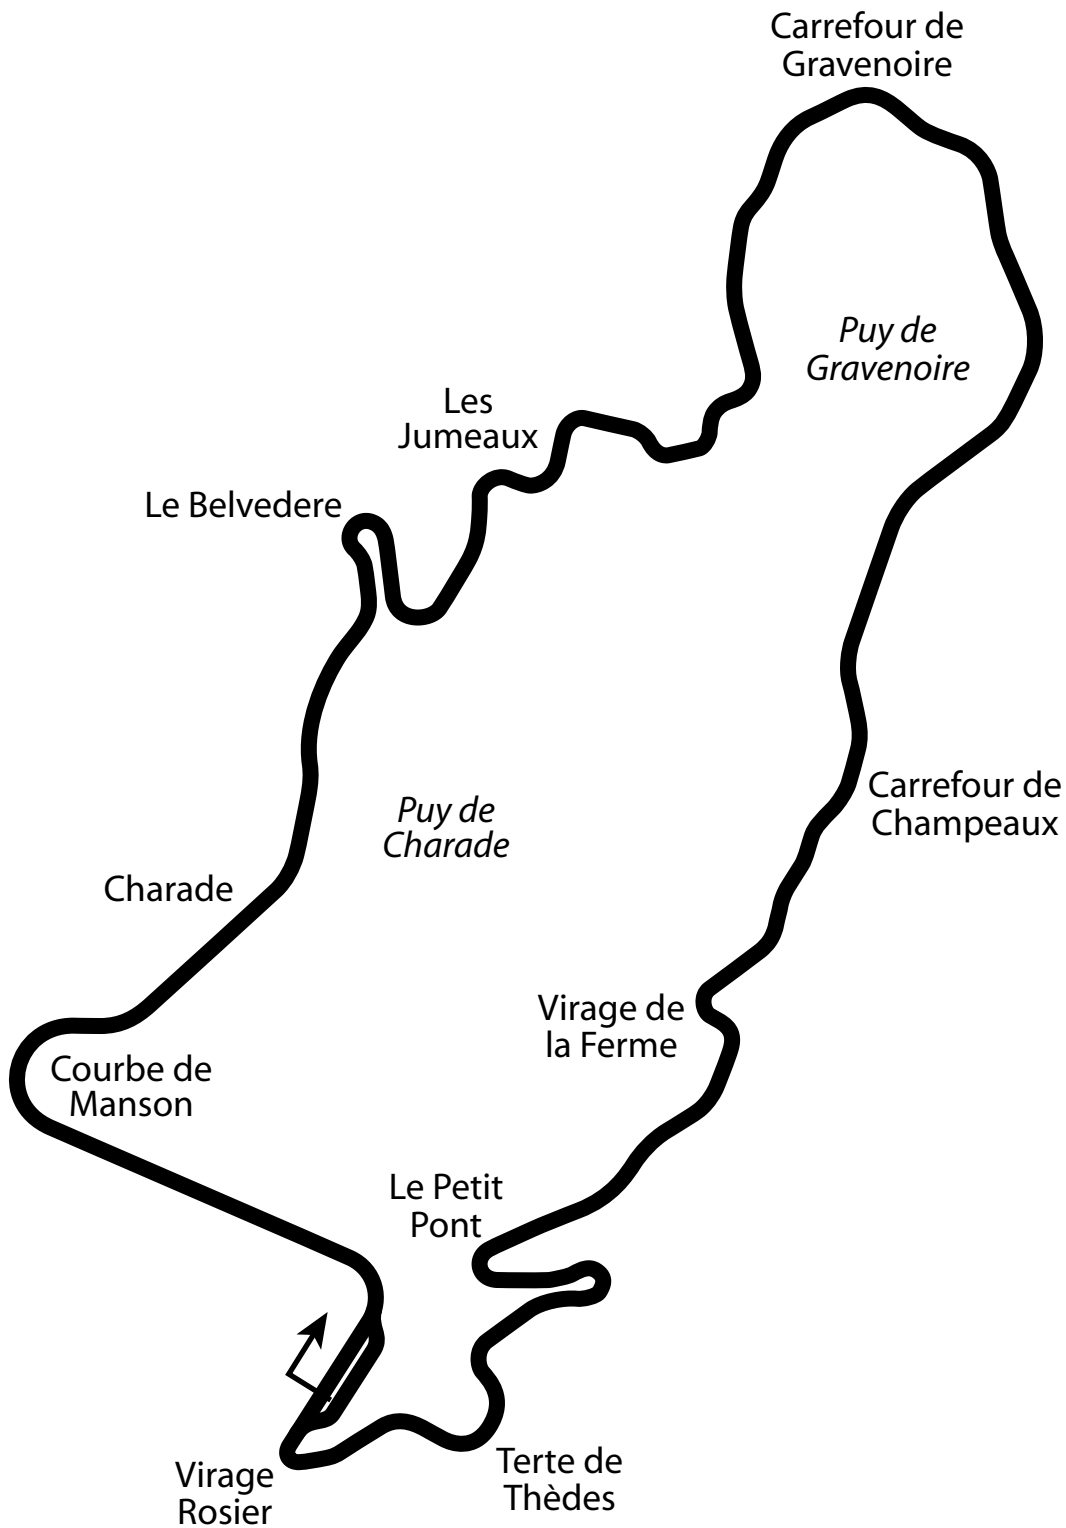 Carrefour de
Gravenoire
Puy de
Gravenoire
Les
Jumeaux
Le Belvedere
Carrefour de
Champeaux
Puy de
Charade
Charade
Virage de
la Ferme
Courbe de
Manson
Le Petit
Pont
Terte de
Thèdes
Virage
Rosier